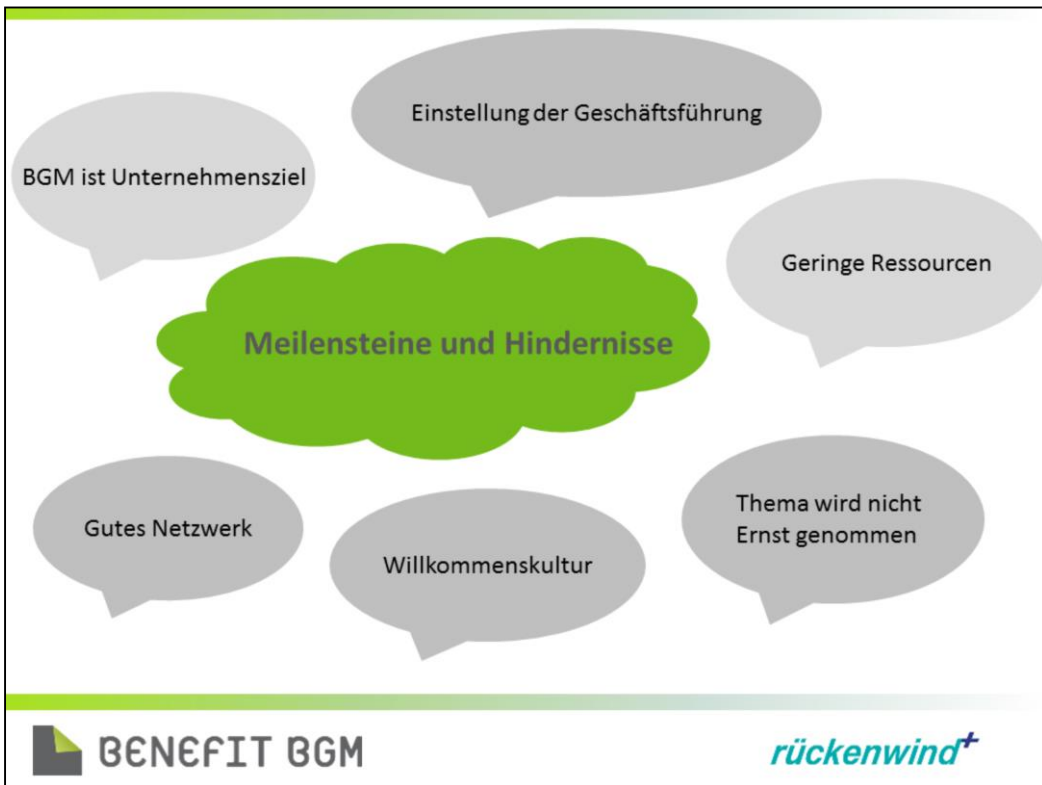 Einstellung der Geschäftsführung
BGM ist Unternehmensziel
Geringe Ressourcen
Meilensteine und Hindernisse
Thema wird nicht
Ernst genommen
Gutes Netzwerk
Willkommenskultur
BENEFIT BGM
rückenwind+